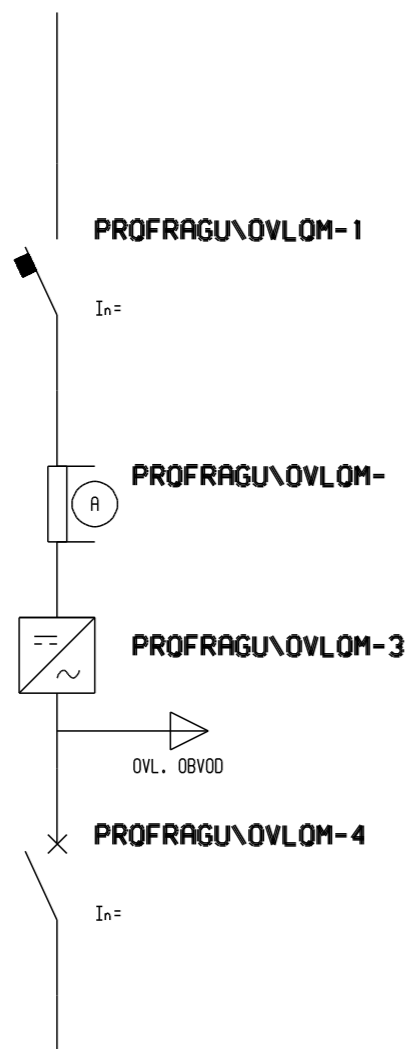 PROFRAGU\OVLOM-1
In=
PROFRAGU\OVLOM-
A
PROFRAGU\OVLOM-3
OVL. OBVOD
PROFRAGU\OVLOM-4
In=